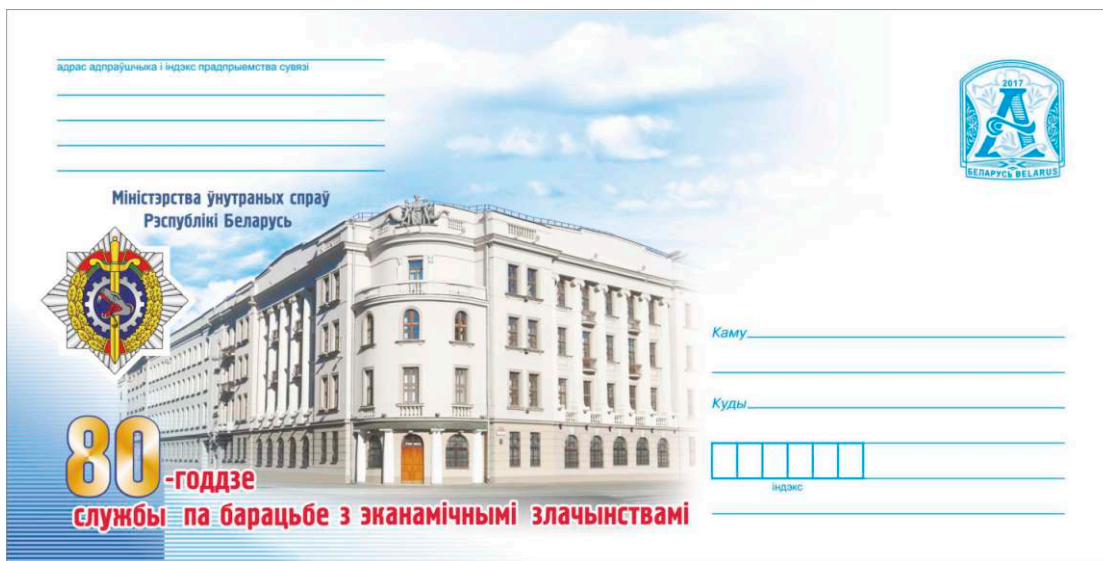 адрас адпраўшчыка і індэкс прадпрыемства сувязі
2017
А
БЕЛАРУСЬ BELARUS
Міністэрства ўнутраных спраў
Рэспублікі Беларусь
Каму
Куды
індэкс
80-годдзе
службы па барацьбе з эканамічнымі злачынствамі